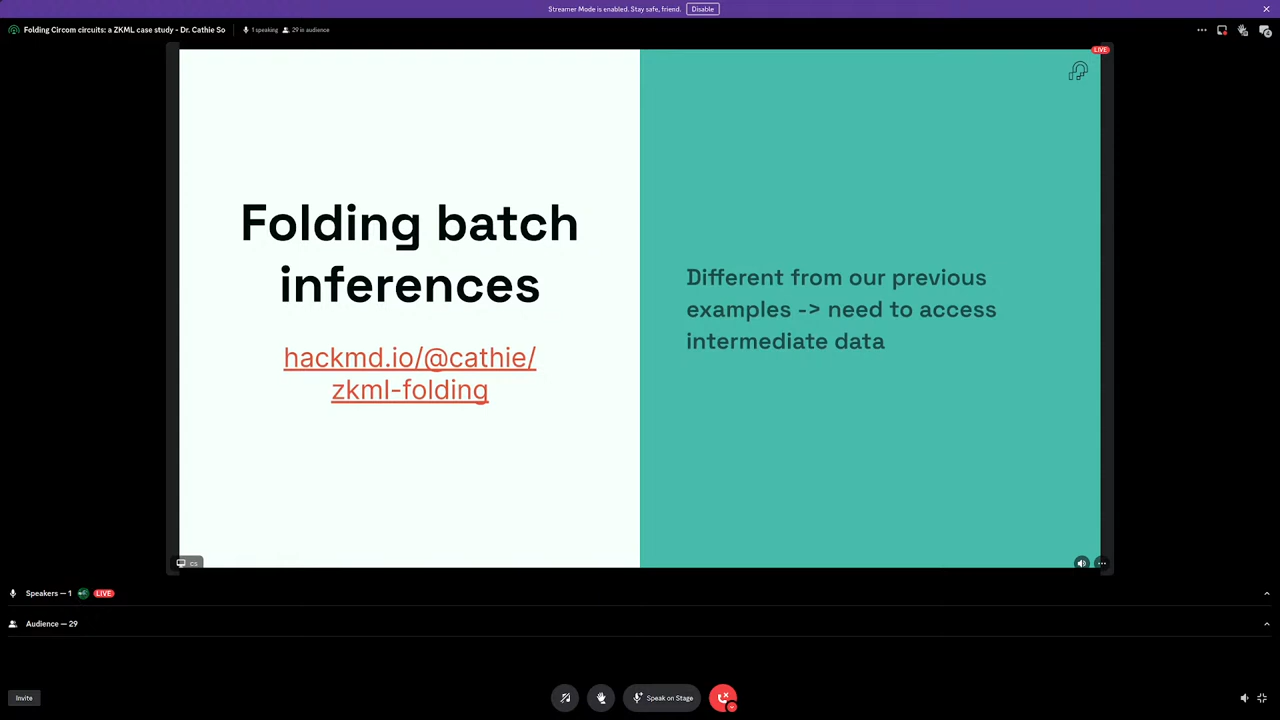 Streamer Mode is enabled. Stay safe, friend. Disable
Folding Circom circuits: a ZKML case study - Dr. Cathie So 1 speaking 29 in audience
LIVE
Folding batch
inferences
hackmd.io/@cathie/
zkml-folding
Different from our previous
examples -> need to access
intermediate data
cs
Speakers — 1 LIVE
Audience — 29
Invite
Speak on Stage